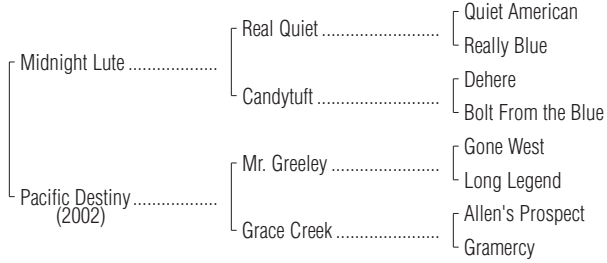 Quiet American
Real Quiet ..........................
Really Blue
Midnight Lute ...................
Dehere
Candytuft ...........................
Bolt From the Blue
Gone West
Mr. Greeley ........................
Long Legend
Pacific Destiny ..................
(2002)
Allen's Prospect
Grace Creek .......................
Gramercy